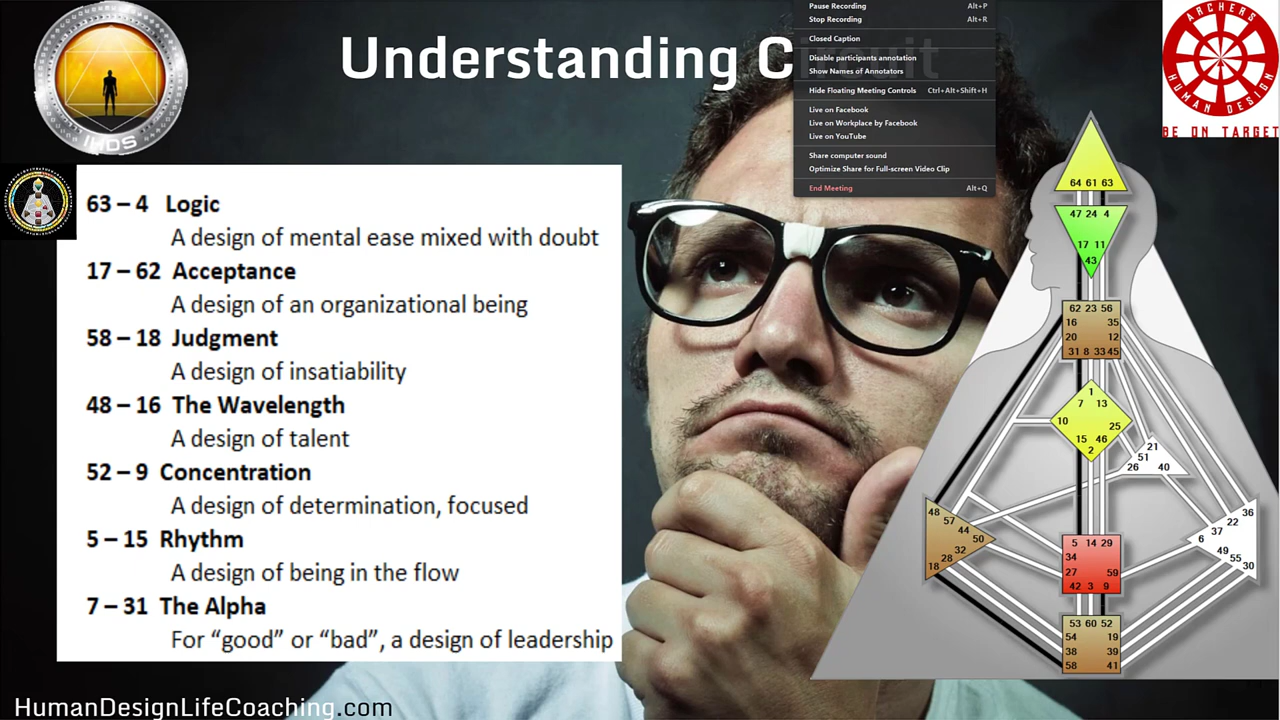 Understanding Circuit
Pause Recording Alt+P
Stop Recording Alt+R
Closed Caption
Disable participants annotation
Show Names of Annotators
Hide Floating Meeting Controls Ctrl+Alt+Shift+H
Live on Facebook
Live on Workplace by Facebook
Live on YouTube
Share computer sound
Optimize Share for Full-screen Video Clip
End Meeting Alt+Q
IHDS
ARCHERS
HUMAN DESIGN
BE ON TARGET
63 – 4 Logic
A design of mental ease mixed with doubt
17 – 62 Acceptance
A design of an organizational being
58 – 18 Judgment
A design of insatiability
48 – 16 The Wavelength
A design of talent
52 – 9 Concentration
A design of determination, focused
5 – 15 Rhythm
A design of being in the flow
7 – 31 The Alpha
For “good” or “bad”, a design of leadership
64 61 63
47 24 4
17 11
43
62 23 56
16 35
20 12
31 8 33 45
1
7 13
10 25
15 46
2
21
51
26 40
48
57
44
50
32
28
18
36
22
37
6
49
55
30
5 14 29
34
27 59
42 3 9
53 60 52
54 19
38 39
58 41
HumanDesignLifeCoaching.com